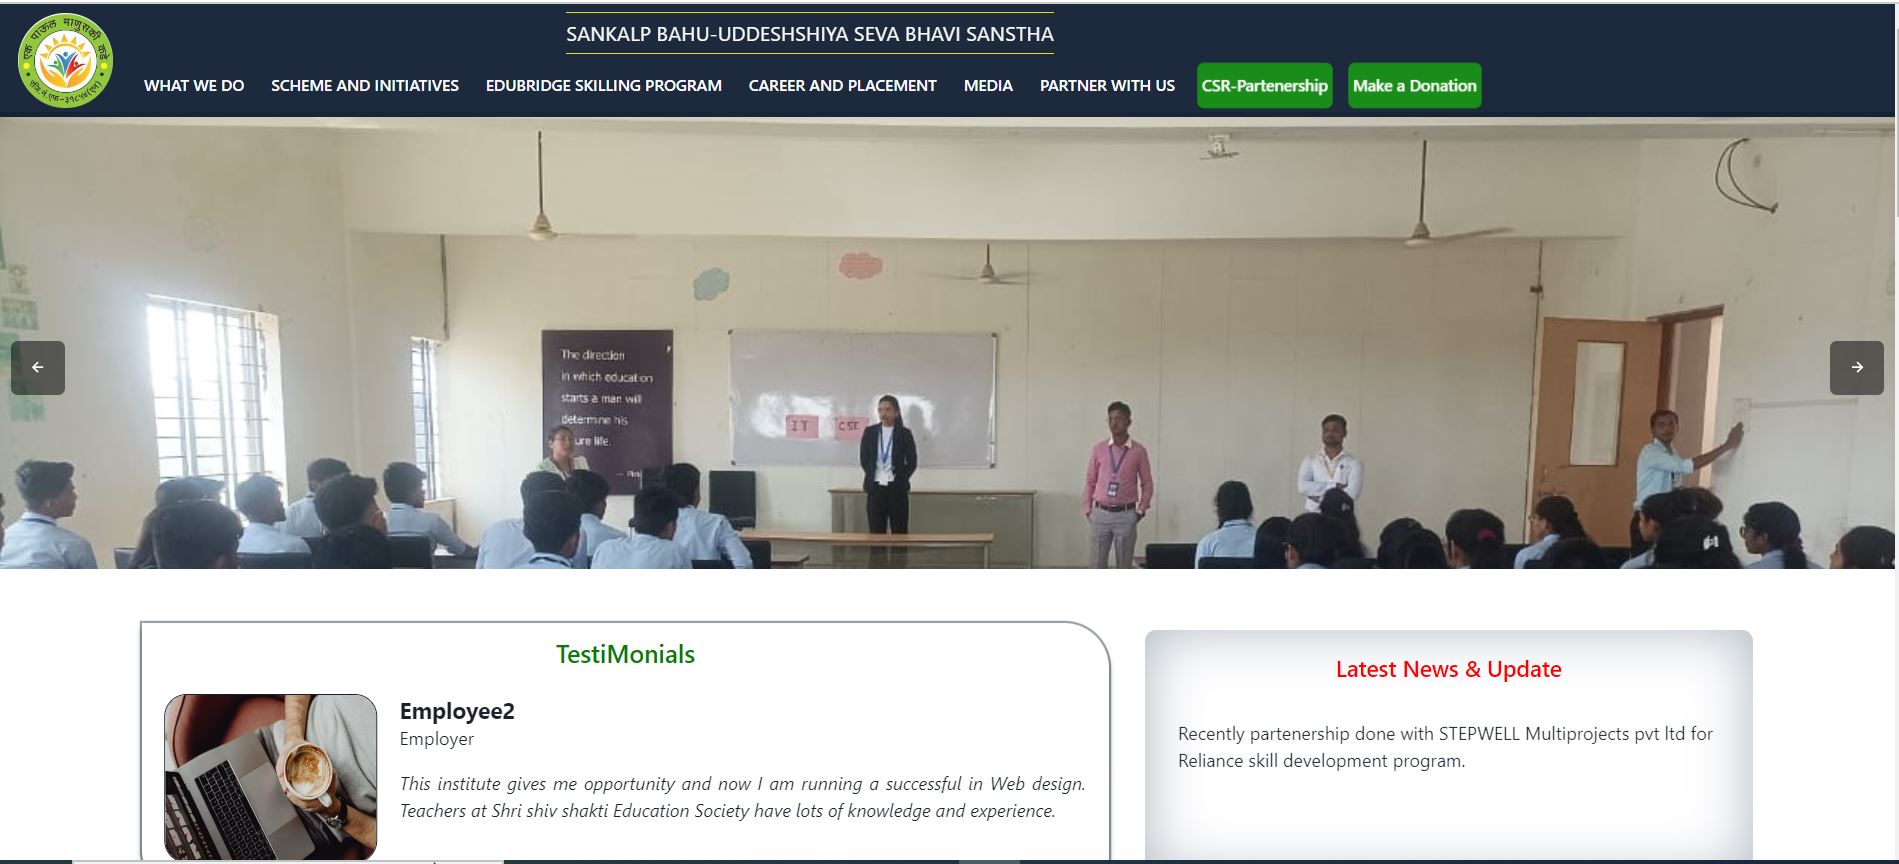 एक पाऊल माणुसकी कडे
SANKALP BAHU-UDDESHSHIYA SEVA BHAVI SANSTHA
WHAT WE DO SCHEME AND INITIATIVES EDUBRIDGE SKILLING PROGRAM CAREER AND PLACEMENT MEDIA PARTNER WITH US CSR-Partenership Make a Donation
The direction
in which education
starts a man will
determine his
ure life.
IT CSE
TestiMonials
Employee2
Employer
This institute gives me opportunity and now I am running a successful in Web design.
Teachers at Shri shiv shakti Education Society have lots of knowledge and experience.
Latest News & Update
Recently partenership done with STEPWELL Multiprojects pvt ltd for
Reliance skill development program.